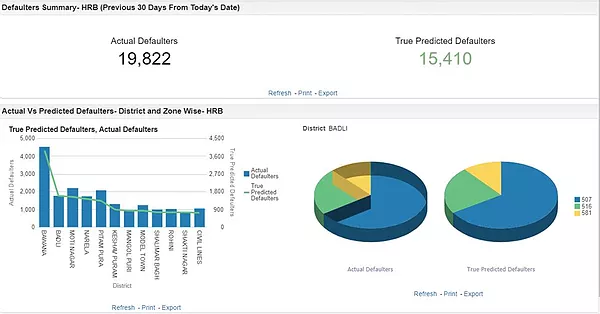 Defaulters Summary- HRB (Previous 30 Days From Today's Date)
Actual Defaulters
True Predicted Defaulters
19,822
15,410
Refresh - Print - Export
Actual Vs Predicted Defaulters- District and Zone Wise- HRB
True Predicted Defaulters, Actual Defaulters
5,000
4,000
3,000
2,000
1,000
0
Actual Defaulters
4,500
3,600
2,700
1,800
900
0
True Predicted Defaulters
Actual
Defaulters
True
Predicted
Defaulters
BAWANA
BADLI
MOTI NAGAR
NARELA
PITAM PURA
KESHAV PURAM
MANGOL PURI
MODEL TOWN
SHALIMAR BAGH
ROHINI
SHAKTI NAGAR
CIVIL LINES
District
Refresh - Print - Export
District BADLI
507
516
581
Actual Defaulters
True Predicted Defaulters
Refresh - Print - Export